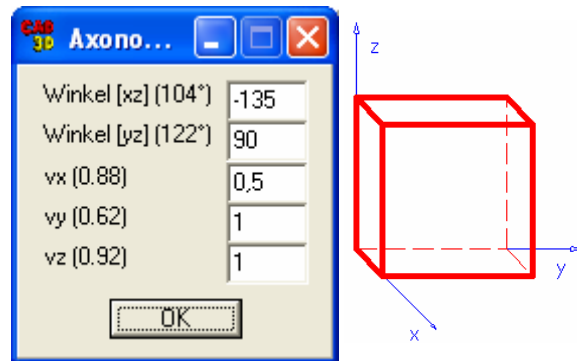 CAD
3D
Axono...
Winkel [xz] (104°) -135
Winkel [yz] (122°) 90
vx (0.88) 0,5
vy (0.62) 1
vz (0.92) 1
OK
z
y
x